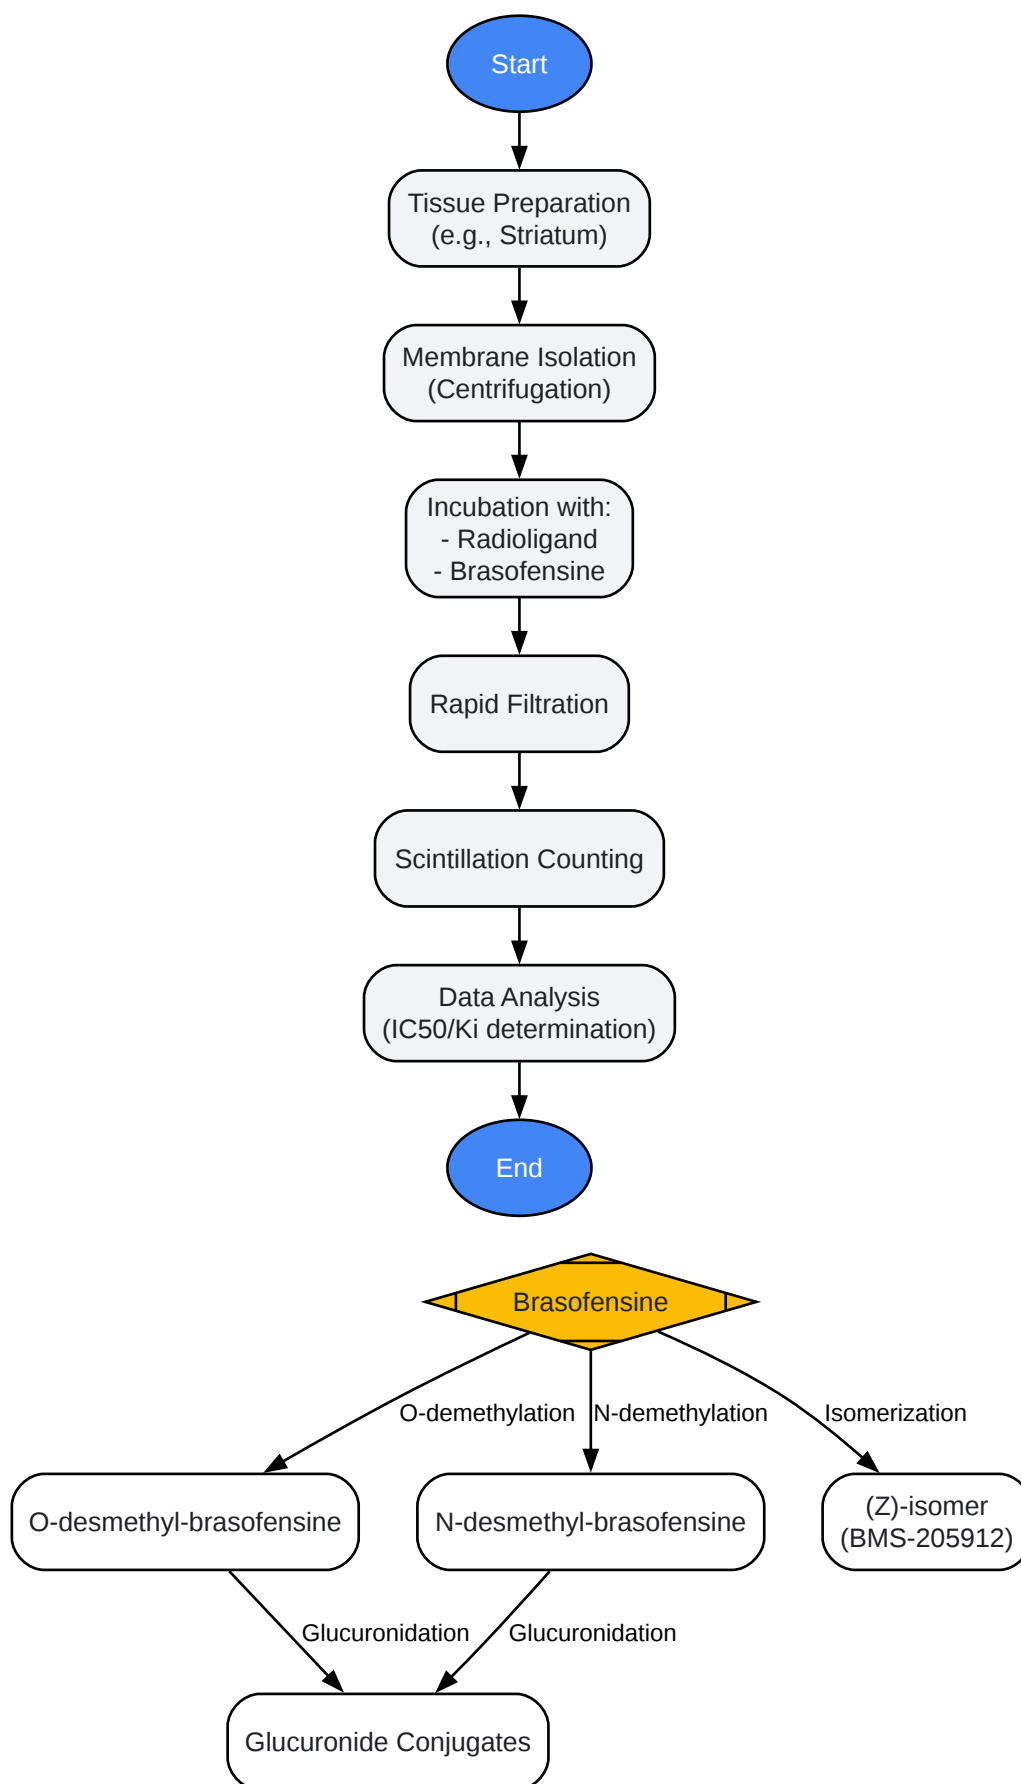 Start
Tissue Preparation
(e.g., Striatum)
Membrane Isolation
(Centrifugation)
Incubation with:
- Radioligand
- Brasofensine
Rapid Filtration
Scintillation Counting
Data Analysis
(IC50/Ki determination)
End
Brasofensine
O-demethylation
N-demethylation
Isomerization
O-desmethyl-brasofensine
N-desmethyl-brasofensine
(Z)-isomer
(BMS-205912)
Glucuronidation
Glucuronidation
Glucuronide Conjugates